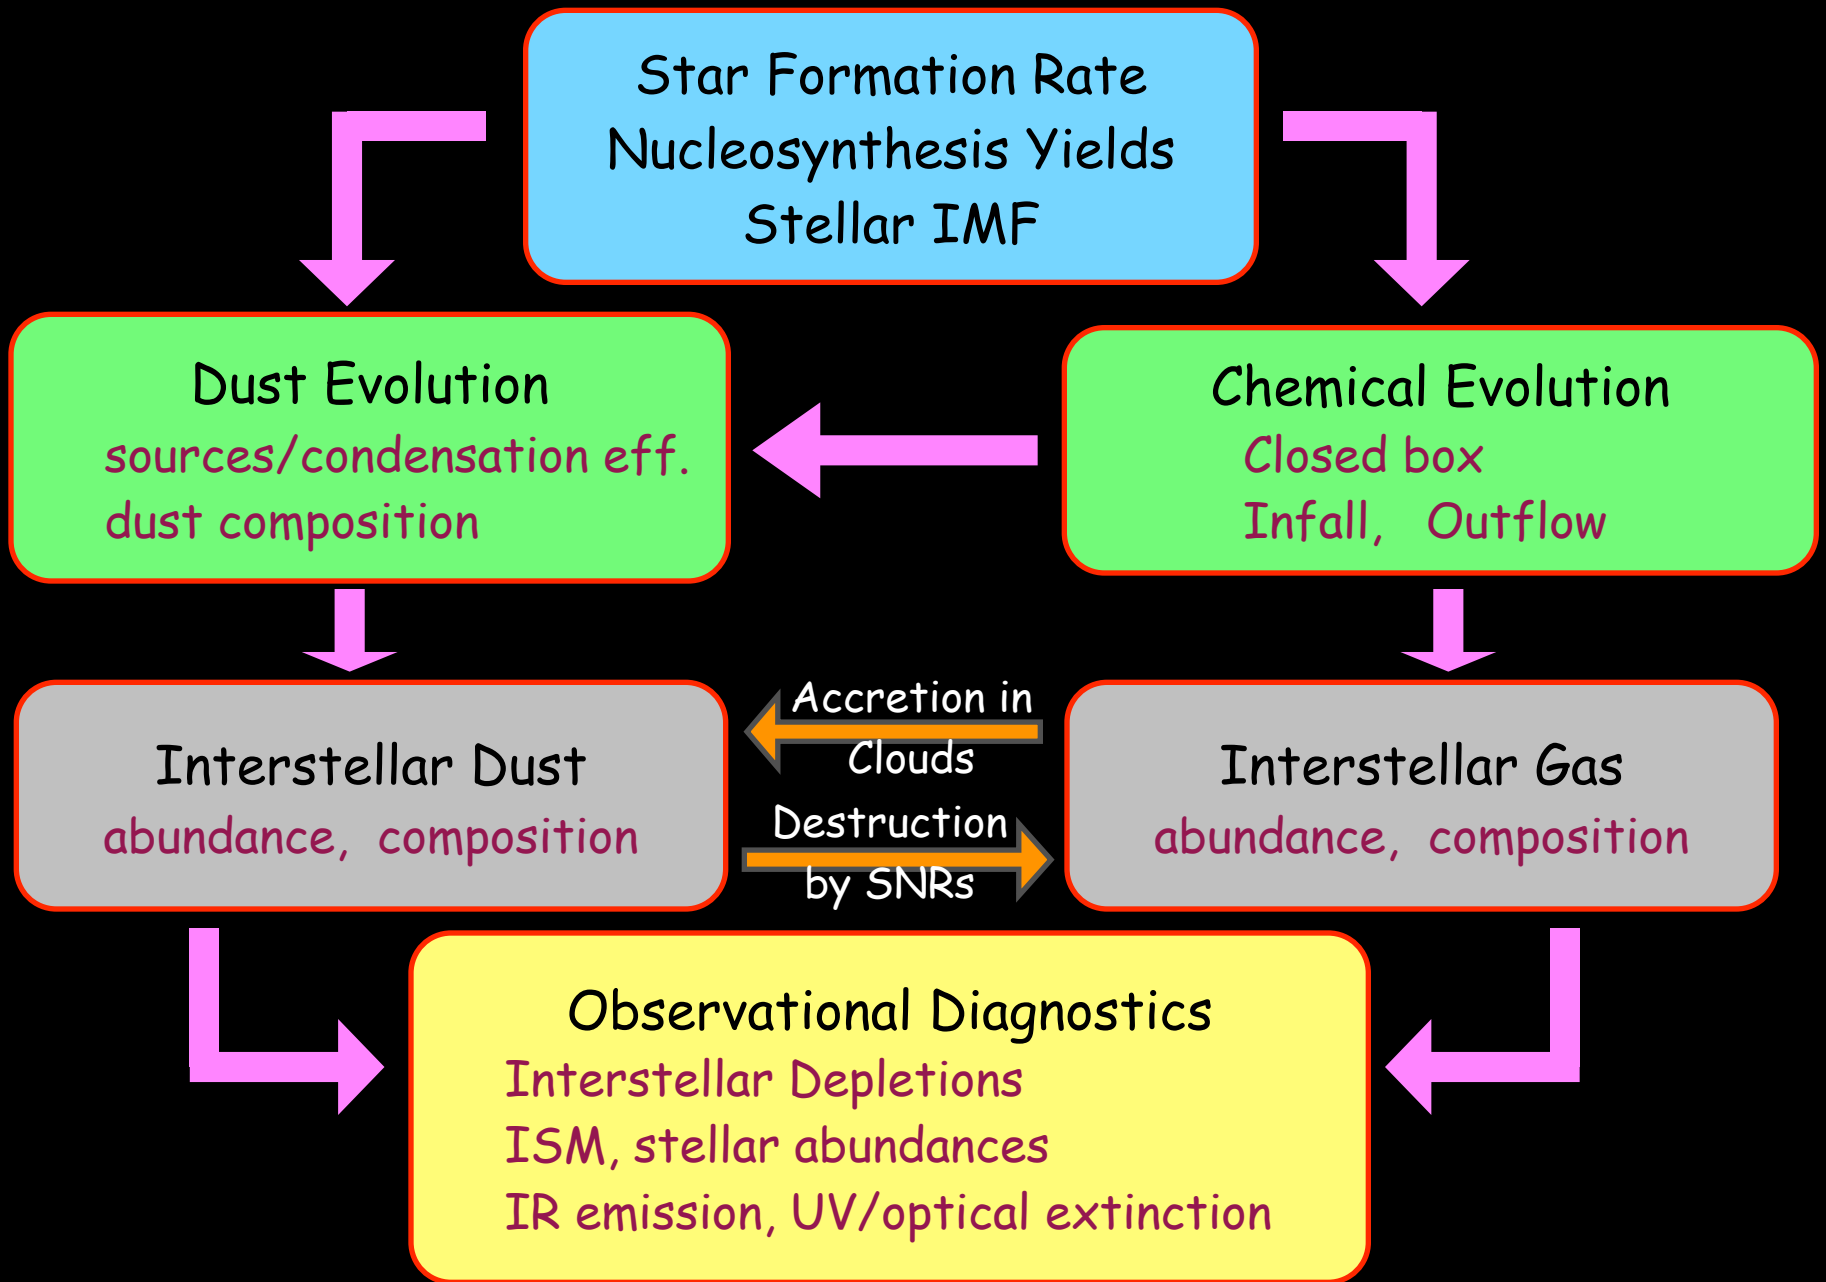 Star Formation Rate
Nucleosynthesis Yields
Stellar IMF
Dust Evolution
sources/condensation eff.
dust composition
Chemical Evolution
Closed box
Infall, Outflow
Accretion in
Clouds
Destruction
by SNRs
Interstellar Dust
abundance, composition
Interstellar Gas
abundance, composition
Observational Diagnostics
Interstellar Depletions
ISM, stellar abundances
IR emission, UV/optical extinction